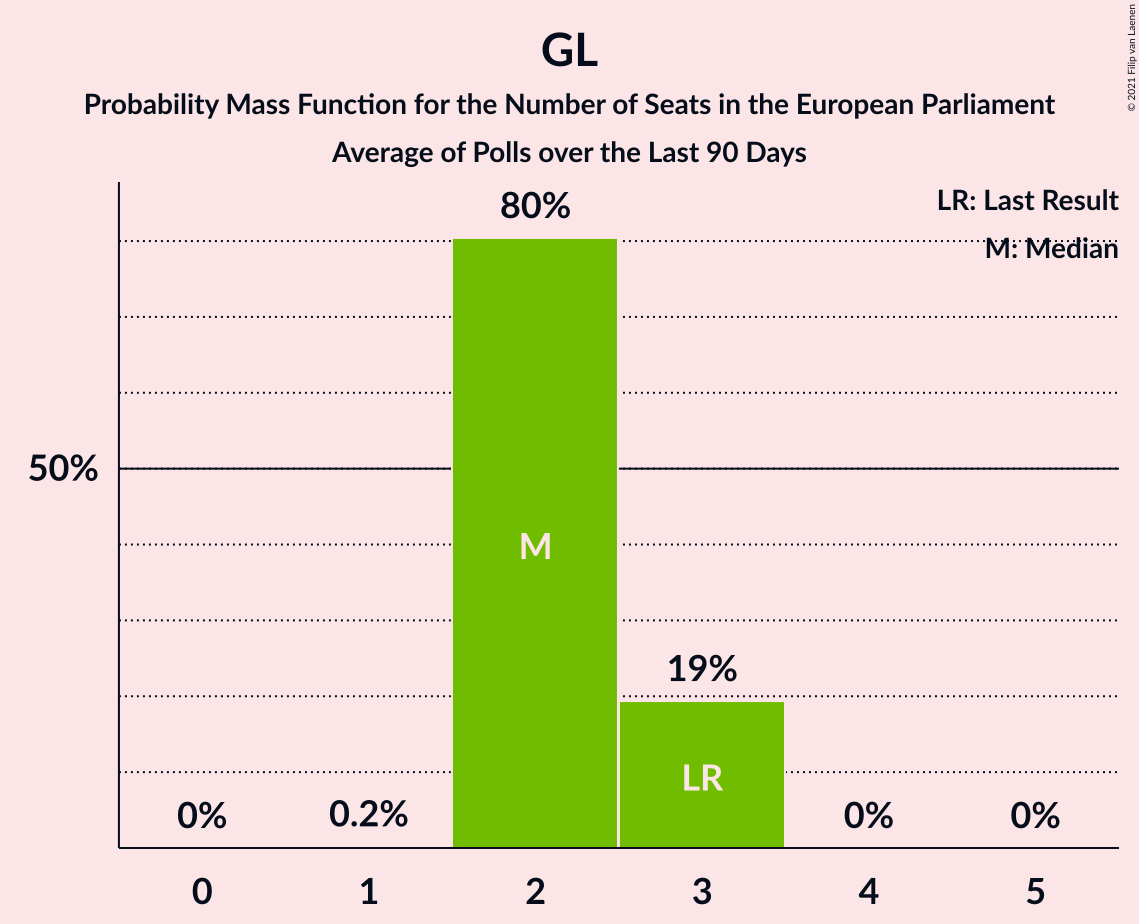 GL
Probability Mass Function for the Number of Seats in the European Parliament
Average of Polls over the Last 90 Days
© 2021 Filip van Laenen
LR: Last Result
M: Median
80%
50%
M
19%
LR
0%
0.2%
0%
0%
0 1 2 3 4 5